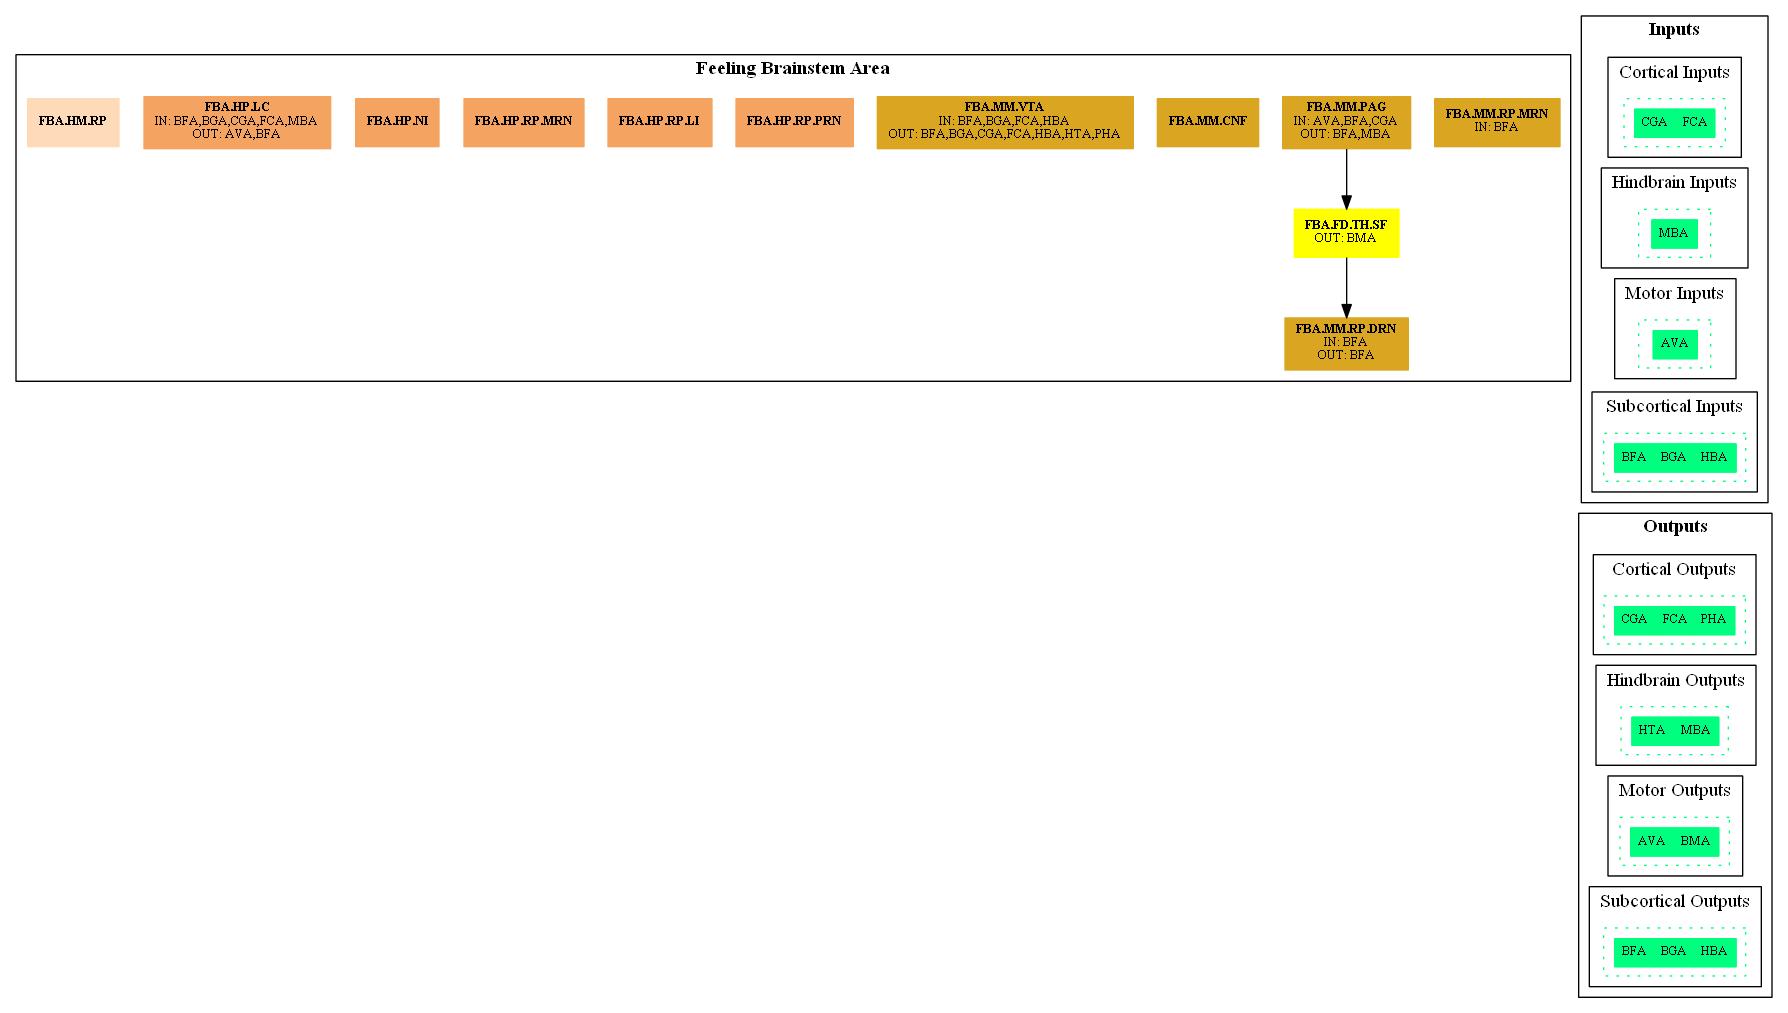 Feeling Brainstem Area
FBA.HM.RP
FBA.HP.LC
IN: BFA,BGA,CGA,FCA,MBA
OUT: AVA,BFA
FBA.HP.NI
FBA.HP.RP.MRN
FBA.HP.RP.LI
FBA.HP.RP.PRN
FBA.MM.VTA
IN: BFA,BGA,FCA,HBA
OUT: BFA,BGA,CGA,FCA,HBA,HTA,PHA
FBA.MM.CNF
FBA.MM.PAG
IN: AVA,BFA,CGA
OUT: BFA,MBA
FBA.MM.RP.MRN
IN: BFA
FBA.FD.TH.SF
OUT: BMA
FBA.MM.RP.DRN
IN: BFA
OUT: BFA
Inputs
Cortical Inputs
CGA FCA
Hindbrain Inputs
MBA
Motor Inputs
AVA
Subcortical Inputs
BFA BGA HBA
Outputs
Cortical Outputs
CGA FCA PHA
Hindbrain Outputs
HTA MBA
Motor Outputs
AVA BMA
Subcortical Outputs
BFA BGA HBA